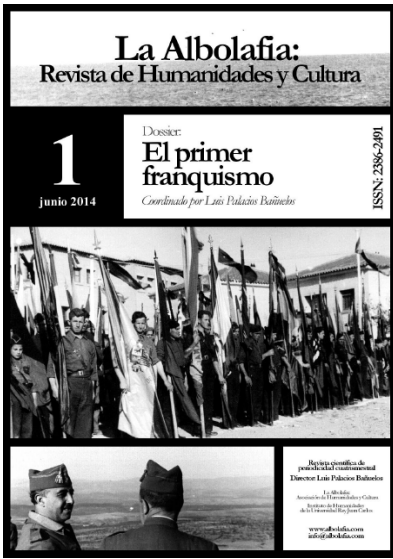 La Albolafia:
Revista de Humanidades y Cultura
1
junio 2014
Dossier:
El primer
franquismo
Coordinado por Luis Palacios Bañuelos
ISSN: 2386-2491
Revista científica de
periodicidad cuatrimestral
Director: Luis Palacios Bañuelos
La Albolafia:
Asociación de Humanidades y Cultura
Instituto de Humanidades
de la Universidad Rey Juan Carlos
www.albolafia.com
info@albolafia.com